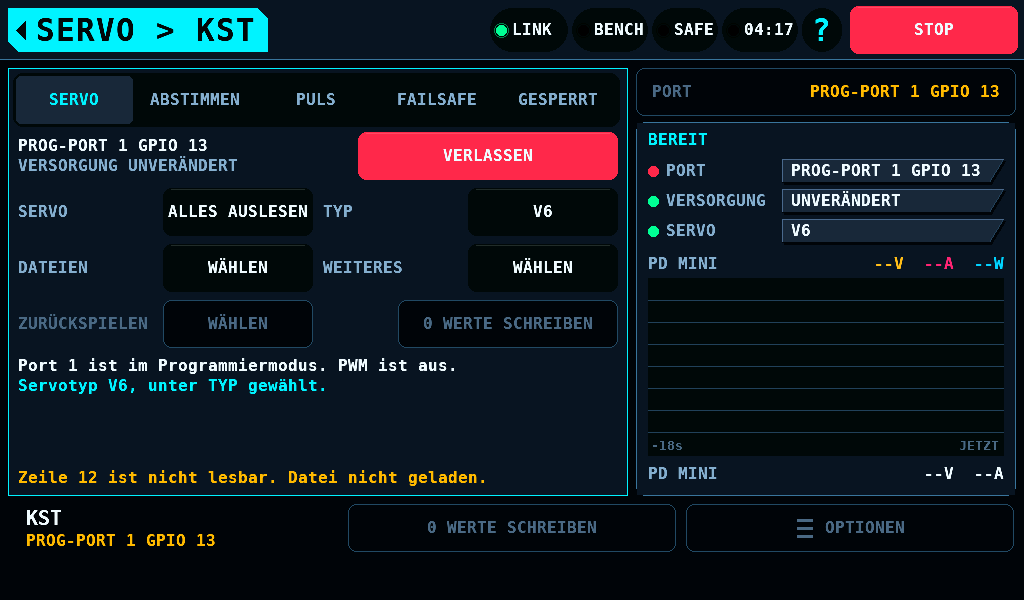 SERVO > KST
LINK
BENCH
SAFE
04:17
?
STOP
SERVO
ABSTIMMEN
PULS
FAILSAFE
GESPERRT
PORT
PROG-PORT 1 GPIO 13
PROG-PORT 1 GPIO 13
VERSORGUNG UNVERÄNDERT
VERLASSEN
SERVO
ALLES AUSLESEN
TYP
V6
DATEIEN
WÄHLEN
WEITERES
WÄHLEN
ZURÜCKSPIELEN
WÄHLEN
0 WERTE SCHREIBEN
Port 1 ist im Programmiermodus. PWM ist aus.
Servotyp V6, unter TYP gewählt.
Zeile 12 ist nicht lesbar. Datei nicht geladen.
BEREIT
PORT
PROG-PORT 1 GPIO 13
VERSORGUNG
UNVERÄNDERT
SERVO
V6
PD MINI
--V
--A
--W
-18s
JETZT
PD MINI
--V
--A
KST
PROG-PORT 1 GPIO 13
0 WERTE SCHREIBEN
OPTIONEN